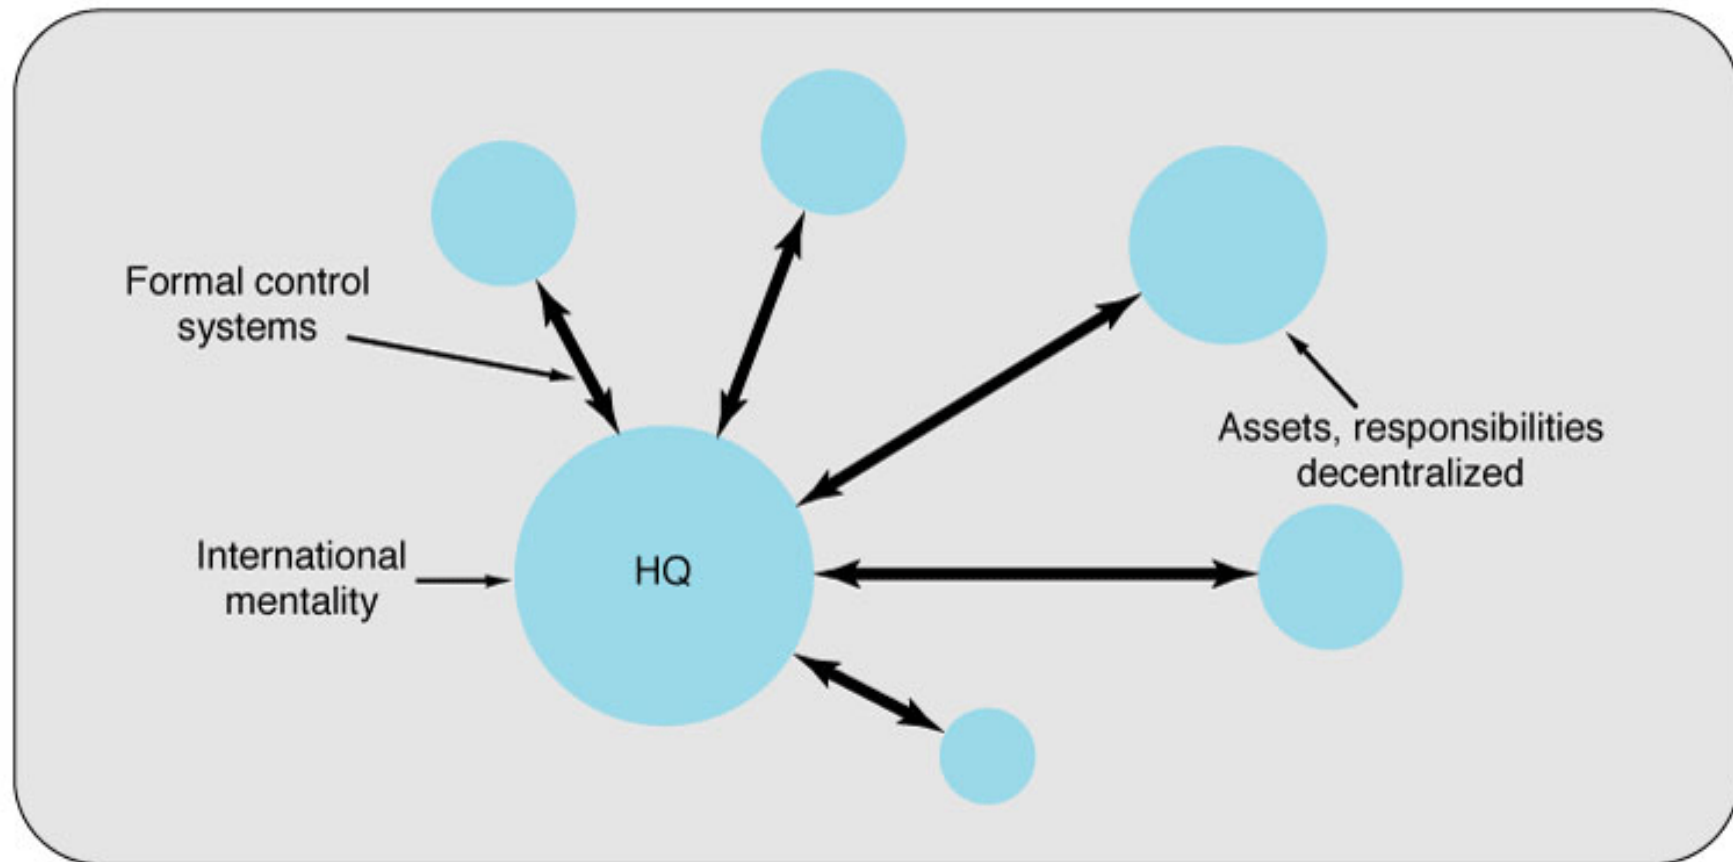 Formal control
systems
Assets, responsibilities
decentralized
International
mentality
HQ